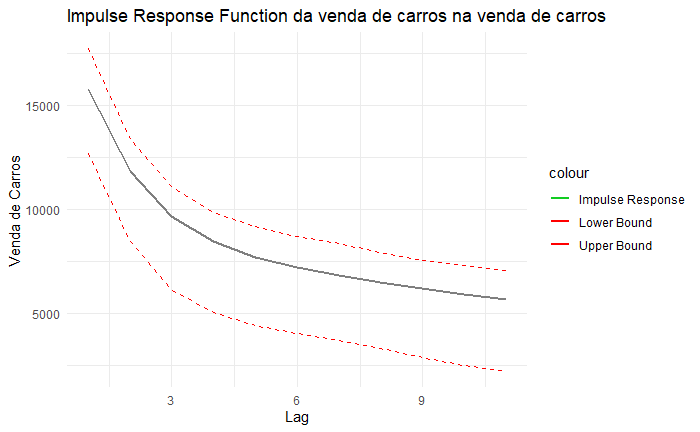 Impulse Response Function da venda de carros na venda de carros
Venda de Carros
15000
10000
5000
3
6
9
Lag
colour
Impulse Response
Lower Bound
Upper Bound